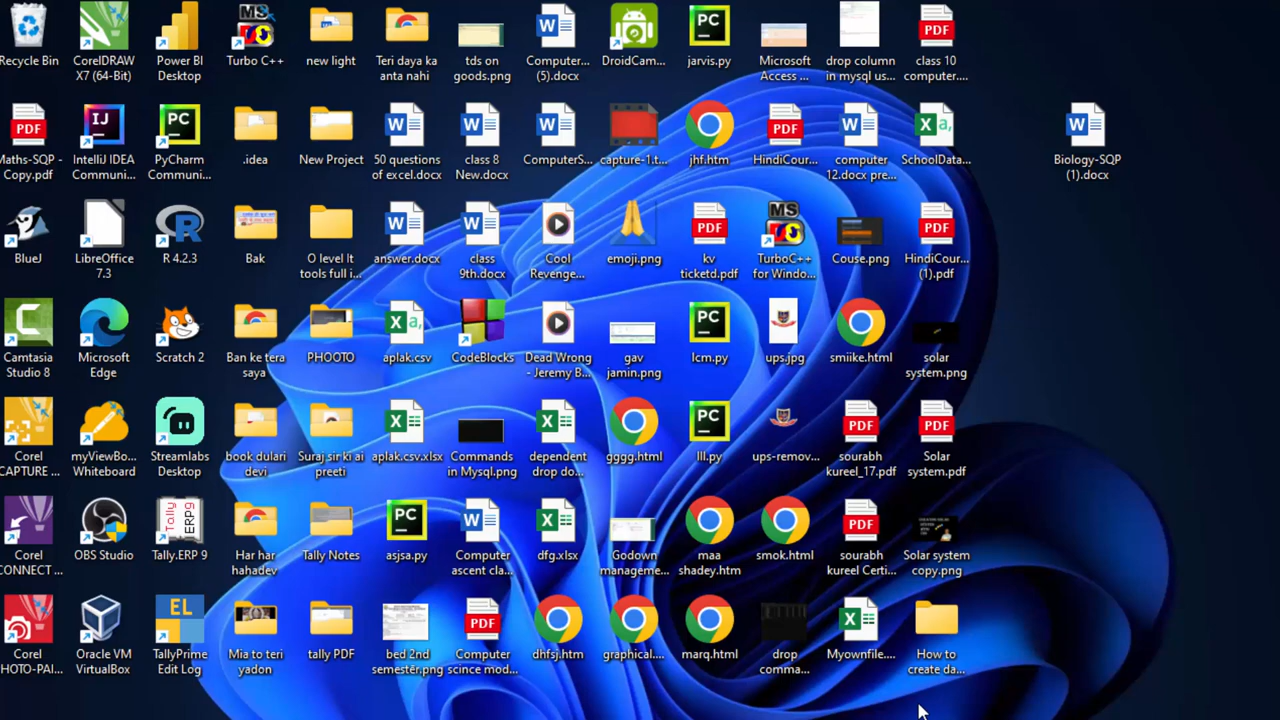 Recycle Bin
CorelDRAW
X7 (64-Bit)
Power BI
Desktop
Turbo C++
new light
Teri daya ka
anta nahi
tds on
goods.png
Computer...
(5).docx
DroidCam...
jarvis.py
Microsoft
Access ...
drop column
in mysql us...
class 10
computer....
Maths-SQP -
Copy.pdf
IntelliJ IDEA
Communi...
PyCharm
Communi...
.idea
New Project
50 questions
of excel.docx
class 8
New.docx
ComputerS...
capture-1.t...
jhf.htm
HindiCour...
computer
12.docx pre...
SchoolData...
Biology-SQP
(1).docx
BlueJ
LibreOffice
7.3
R 4.2.3
Bak
O level It
tools full i...
answer.docx
class
9th.docx
Cool
Revenge...
emoji.png
kv
ticketd.pdf
TurboC++
for Windo...
Couse.png
HindiCour...
(1).pdf
Camtasia
Studio 8
Microsoft
Edge
Scratch 2
Ban ke tera
saya
PHOOTO
aplak.csv
CodeBlocks
Dead Wrong
- Jeremy B...
gav
jamin.png
lcm.py
ups.jpg
smiike.html
solar
system.png
Corel
CAPTURE ...
myViewBo...
Whiteboard
Streamlabs
Desktop
book dulari
devi
Suraj sir ki ai
preeti
aplak.csv.xlsx
Commands
in Mysql.png
dependent
drop do...
gggg.html
lll.py
ups-remov...
sourabh
kureel_17.pdf
Solar
system.pdf
Corel
CONNECT ...
OBS Studio
Tally.ERP 9
Har har
hahadev
Tally Notes
asjsa.py
Computer
ascent cla...
dfg.xlsx
Godown
manageme...
maa
shadey.htm
smok.html
sourabh
kureel Certi...
Solar system
copy.png
Corel
HOTO-PAI...
Oracle VM
VirtualBox
TallyPrime
Edit Log
Mia to teri
yadon
tally PDF
bed 2nd
semester.png
Computer
scince mod...
dhfsj.htm
graphical....
marq.html
drop
comma...
Myownfile....
How to
create da...